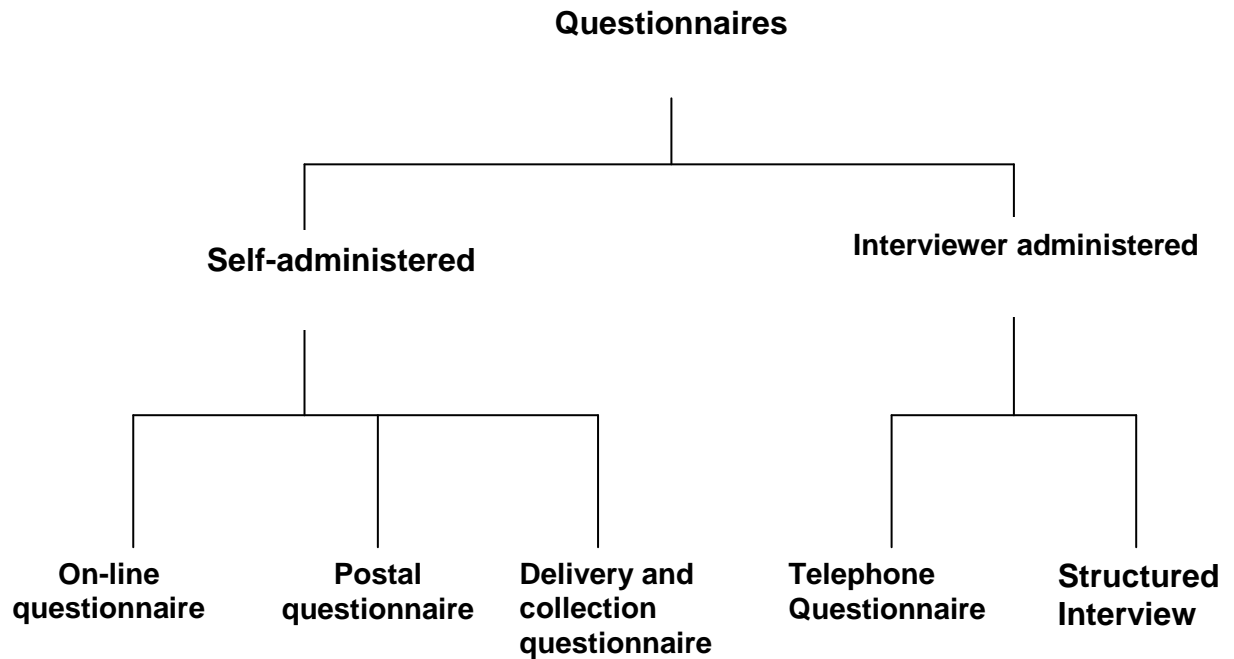 Questionnaires
Self-administered
Interviewer administered
On-line
questionnaire
Postal
questionnaire
Delivery and
collection
questionnaire
Telephone
Questionnaire
Structured
Interview